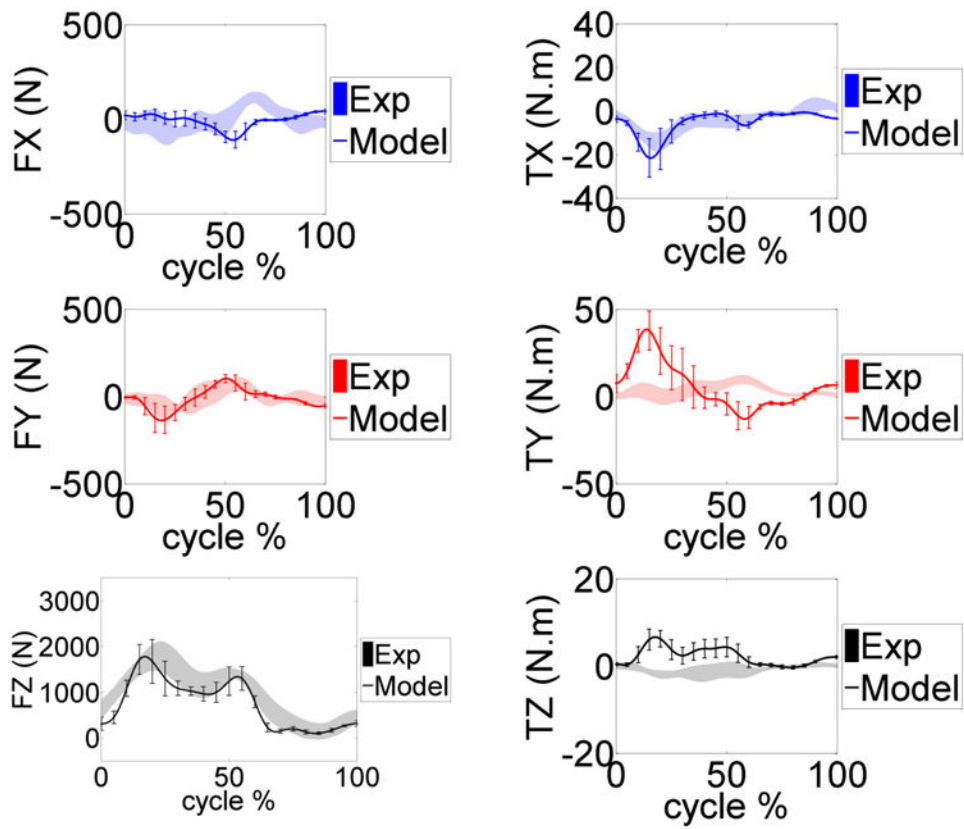 500
0
-500
FX (N)
0 50 100
cycle %
Exp
Model
40
20
0
-20
-40
TX (N.m)
0 50 100
cycle %
Exp
Model
500
0
-500
FY (N)
0 50 100
cycle %
Exp
Model
50
0
-50
TY (N.m)
0 50 100
cycle %
Exp
Model
3000
2000
1000
0
FZ (N)
0 50 100
cycle %
Exp
Model
20
0
-20
TZ (N.m)
0 50 100
cycle %
Exp
Model